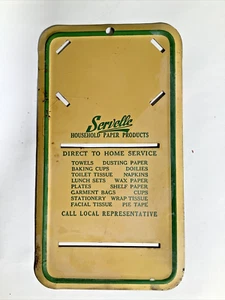 Servelle
HOUSEHOLD PAPER PRODUCTS
DIRECT TO HOME SERVICE
TOWELS DUSTING PAPER
BAKING CUPS DOILIES
TOILET TISSUE NAPKINS
LUNCH SETS WAX PAPER
PLATES SHELF PAPER
GARMENT BAGS CUPS
STATIONERY WRAP TISSUE
FACIAL TISSUE PIE TAPE
CALL LOCAL REPRESENTATIVE